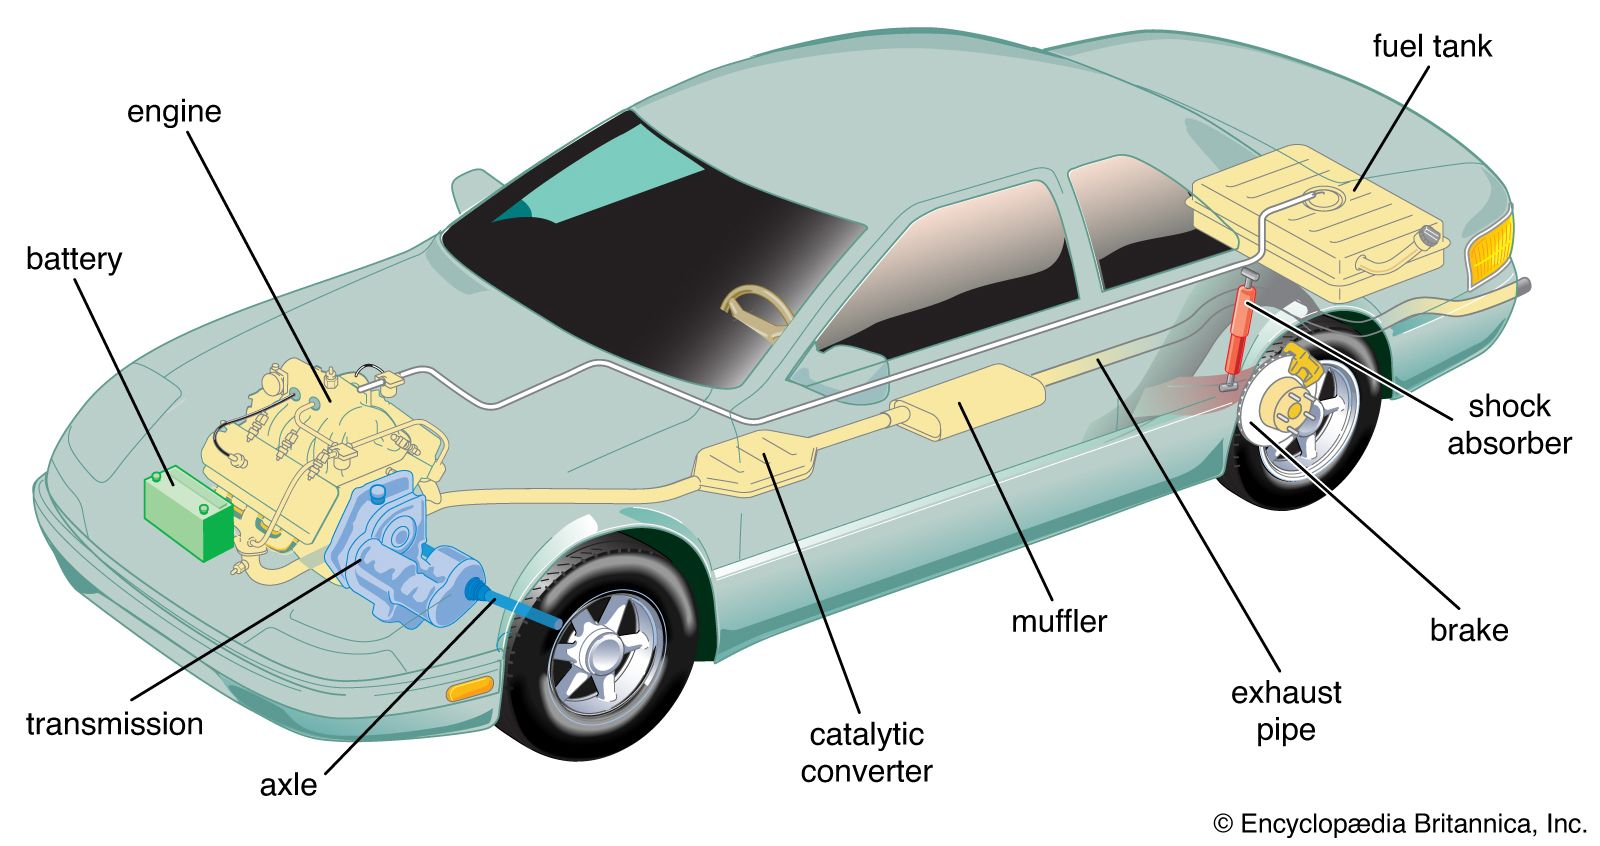 fuel tank
engine
battery
shock
absorber
muffler
brake
exhaust
pipe
transmission
catalytic
converter
axle
© Encyclopædia Britannica, Inc.